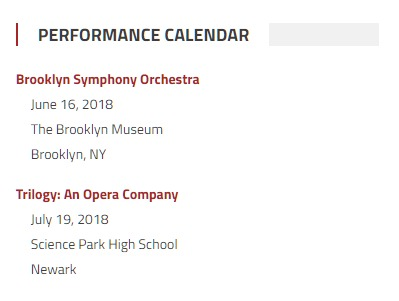 PERFORMANCE CALENDAR
Brooklyn Symphony Orchestra
June 16, 2018
The Brooklyn Museum
Brooklyn, NY
Trilogy: An Opera Company
July 19, 2018
Science Park High School
Newark